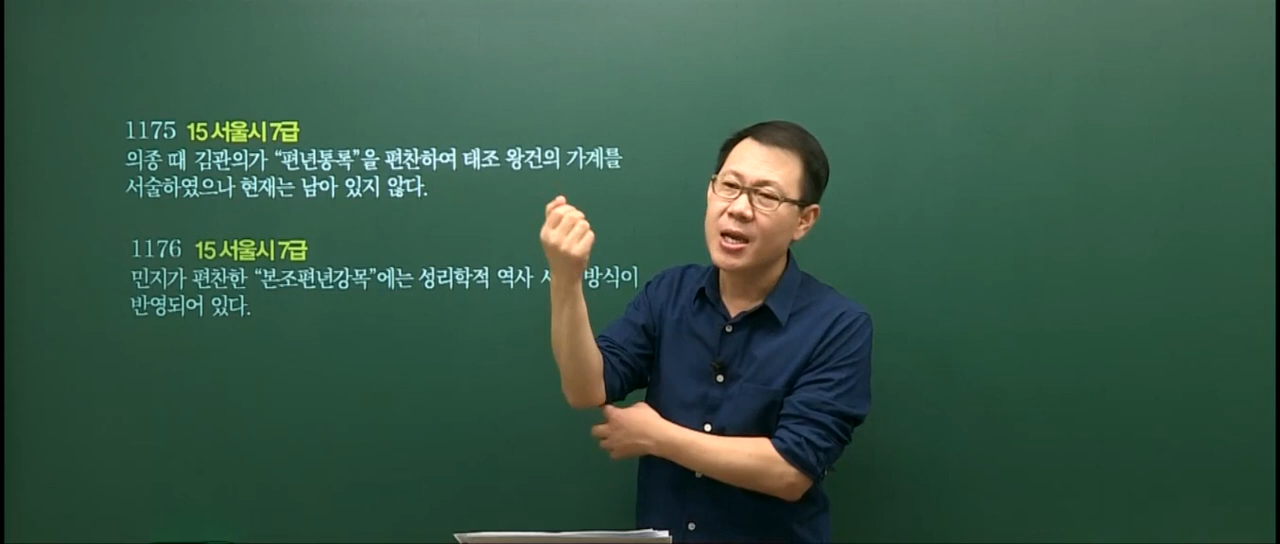 1175 15 서울시 7급
의종 때 김관의가 “편년통록”을 편찬하여 태조 왕건의 가계를
서술하였으나 현재는 남아 있지 않다.
1176 15 서울시 7급
민지가 편찬한 “본조편년강목”에는 성리학적 역사 방식이
반영되어 있다.